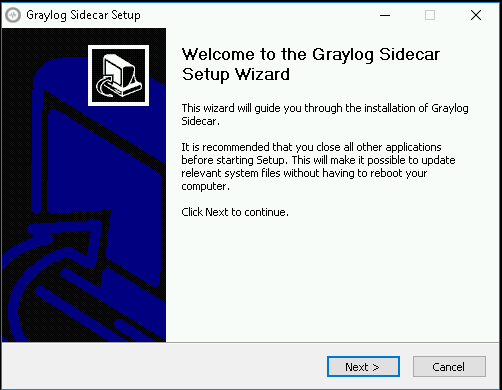 Graylog Sidecar Setup
Welcome to the Graylog Sidecar
Setup Wizard
This wizard will guide you through the installation of Graylog
Sidecar.
It is recommended that you close all other applications
before starting Setup. This will make it possible to update
relevant system files without having to reboot your
computer.
Click Next to continue.
Next >
Cancel